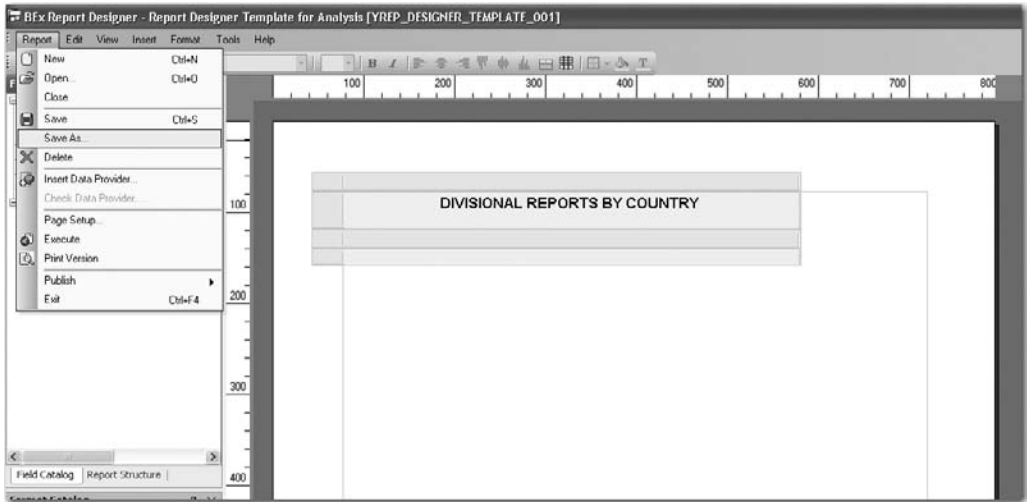 BEx Report Designer - Report Designer Template for Analysis [YREP_DESIGNER_TEMPLATE_001]
Report Edit View Insert Format Tools Help
New Ctrl+N
Open... Ctrl+O
Close
Save Ctrl+S
Save As...
Delete
Insert Data Provider...
Check Data Provider...
Page Setup...
Execute
Print Version
Publish
Exit Ctrl+F4
B I T
100 200 300 400 500 600 700 800
100
200
300
400
DIVISIONAL REPORTS BY COUNTRY
Field Catalog Report Structure
Format Catalog